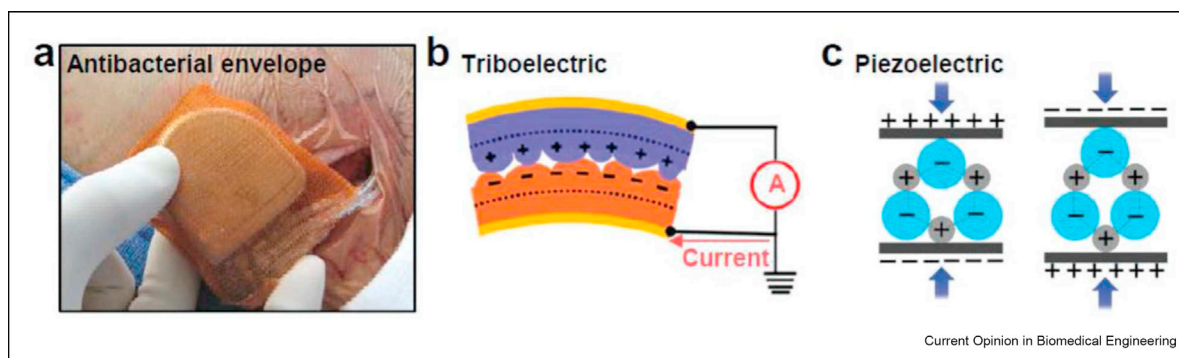 a
Antibacterial envelope
b
Triboelectric
+ + + + + +
− − − − − − −
A
Current
c
Piezoelectric
+ + + + + +
−
+ +
− −
+
− − − − − −
− − − − − −
−
+ +
− −
+
+ + + + + +
Current Opinion in Biomedical Engineering